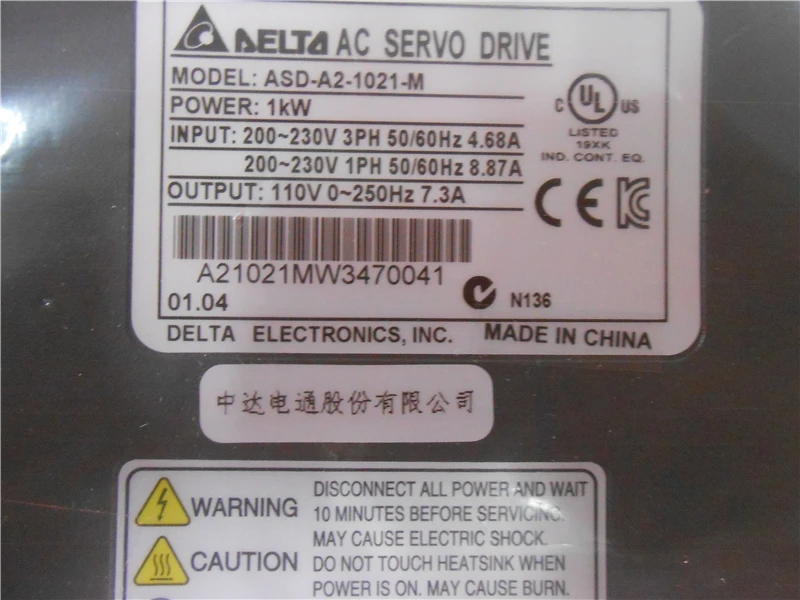 DELTA AC SERVO DRIVE
MODEL: ASD-A2-1021-M
POWER: 1kW
INPUT: 200~230V 3PH 50/60Hz 4.68A
200~230V 1PH 50/60Hz 8.87A
OUTPUT: 110V 0~250Hz 7.3A
C UL US
LISTED
19XK
IND. CONT. EQ.
CE KC
A21021MW3470041
01.04
N136
DELTA ELECTRONICS, INC. MADE IN CHINA
中达电通股份有限公司
WARNING
DISCONNECT ALL POWER AND WAIT
10 MINUTES BEFORE SERVICING.
MAY CAUSE ELECTRIC SHOCK.
CAUTION
DO NOT TOUCH HEATSINK WHEN
POWER IS ON. MAY CAUSE BURN.